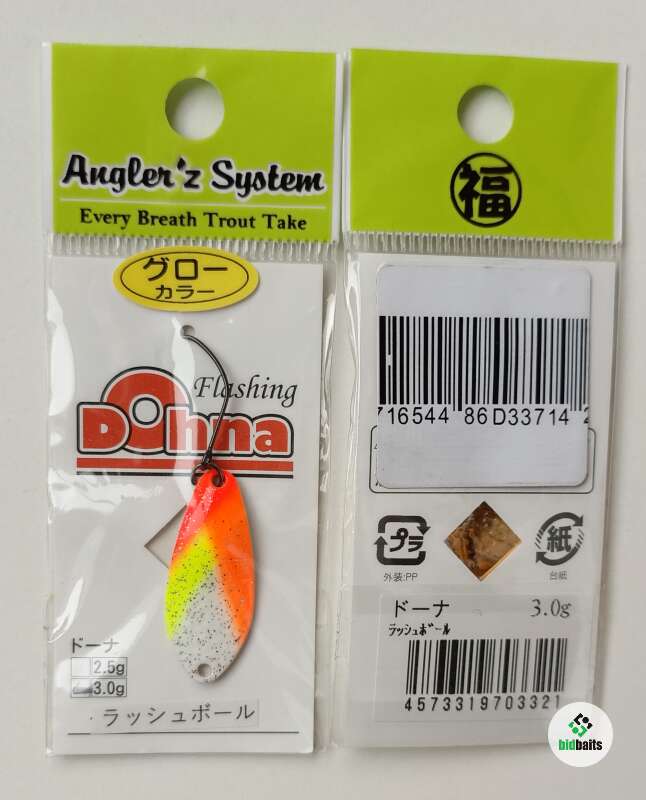 Angler'z System
Every Breath Trout Take
グロー
カラー
Flashing
Dohna
ドーナ
2.5g
3.0g
ラッシュボール
福
716544 86D33714 2
プラ
外装:PP
紙
台紙
ドーナ 3.0g
ラッシュボール
4573319703321
bidbaits